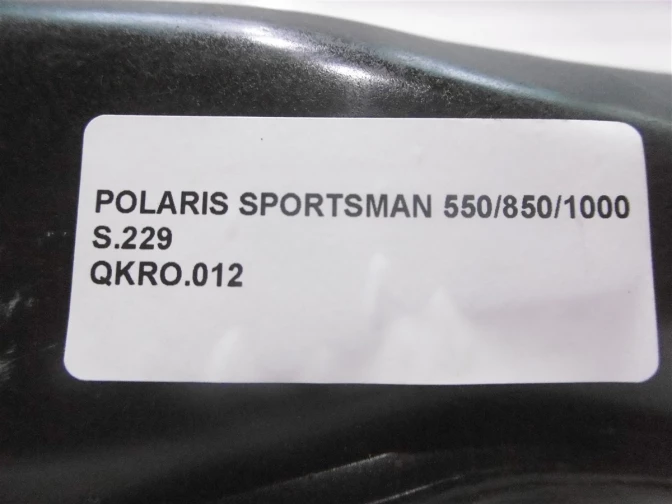 POLARIS SPORTSMAN 550/850/1000
S.229
QKRO.012